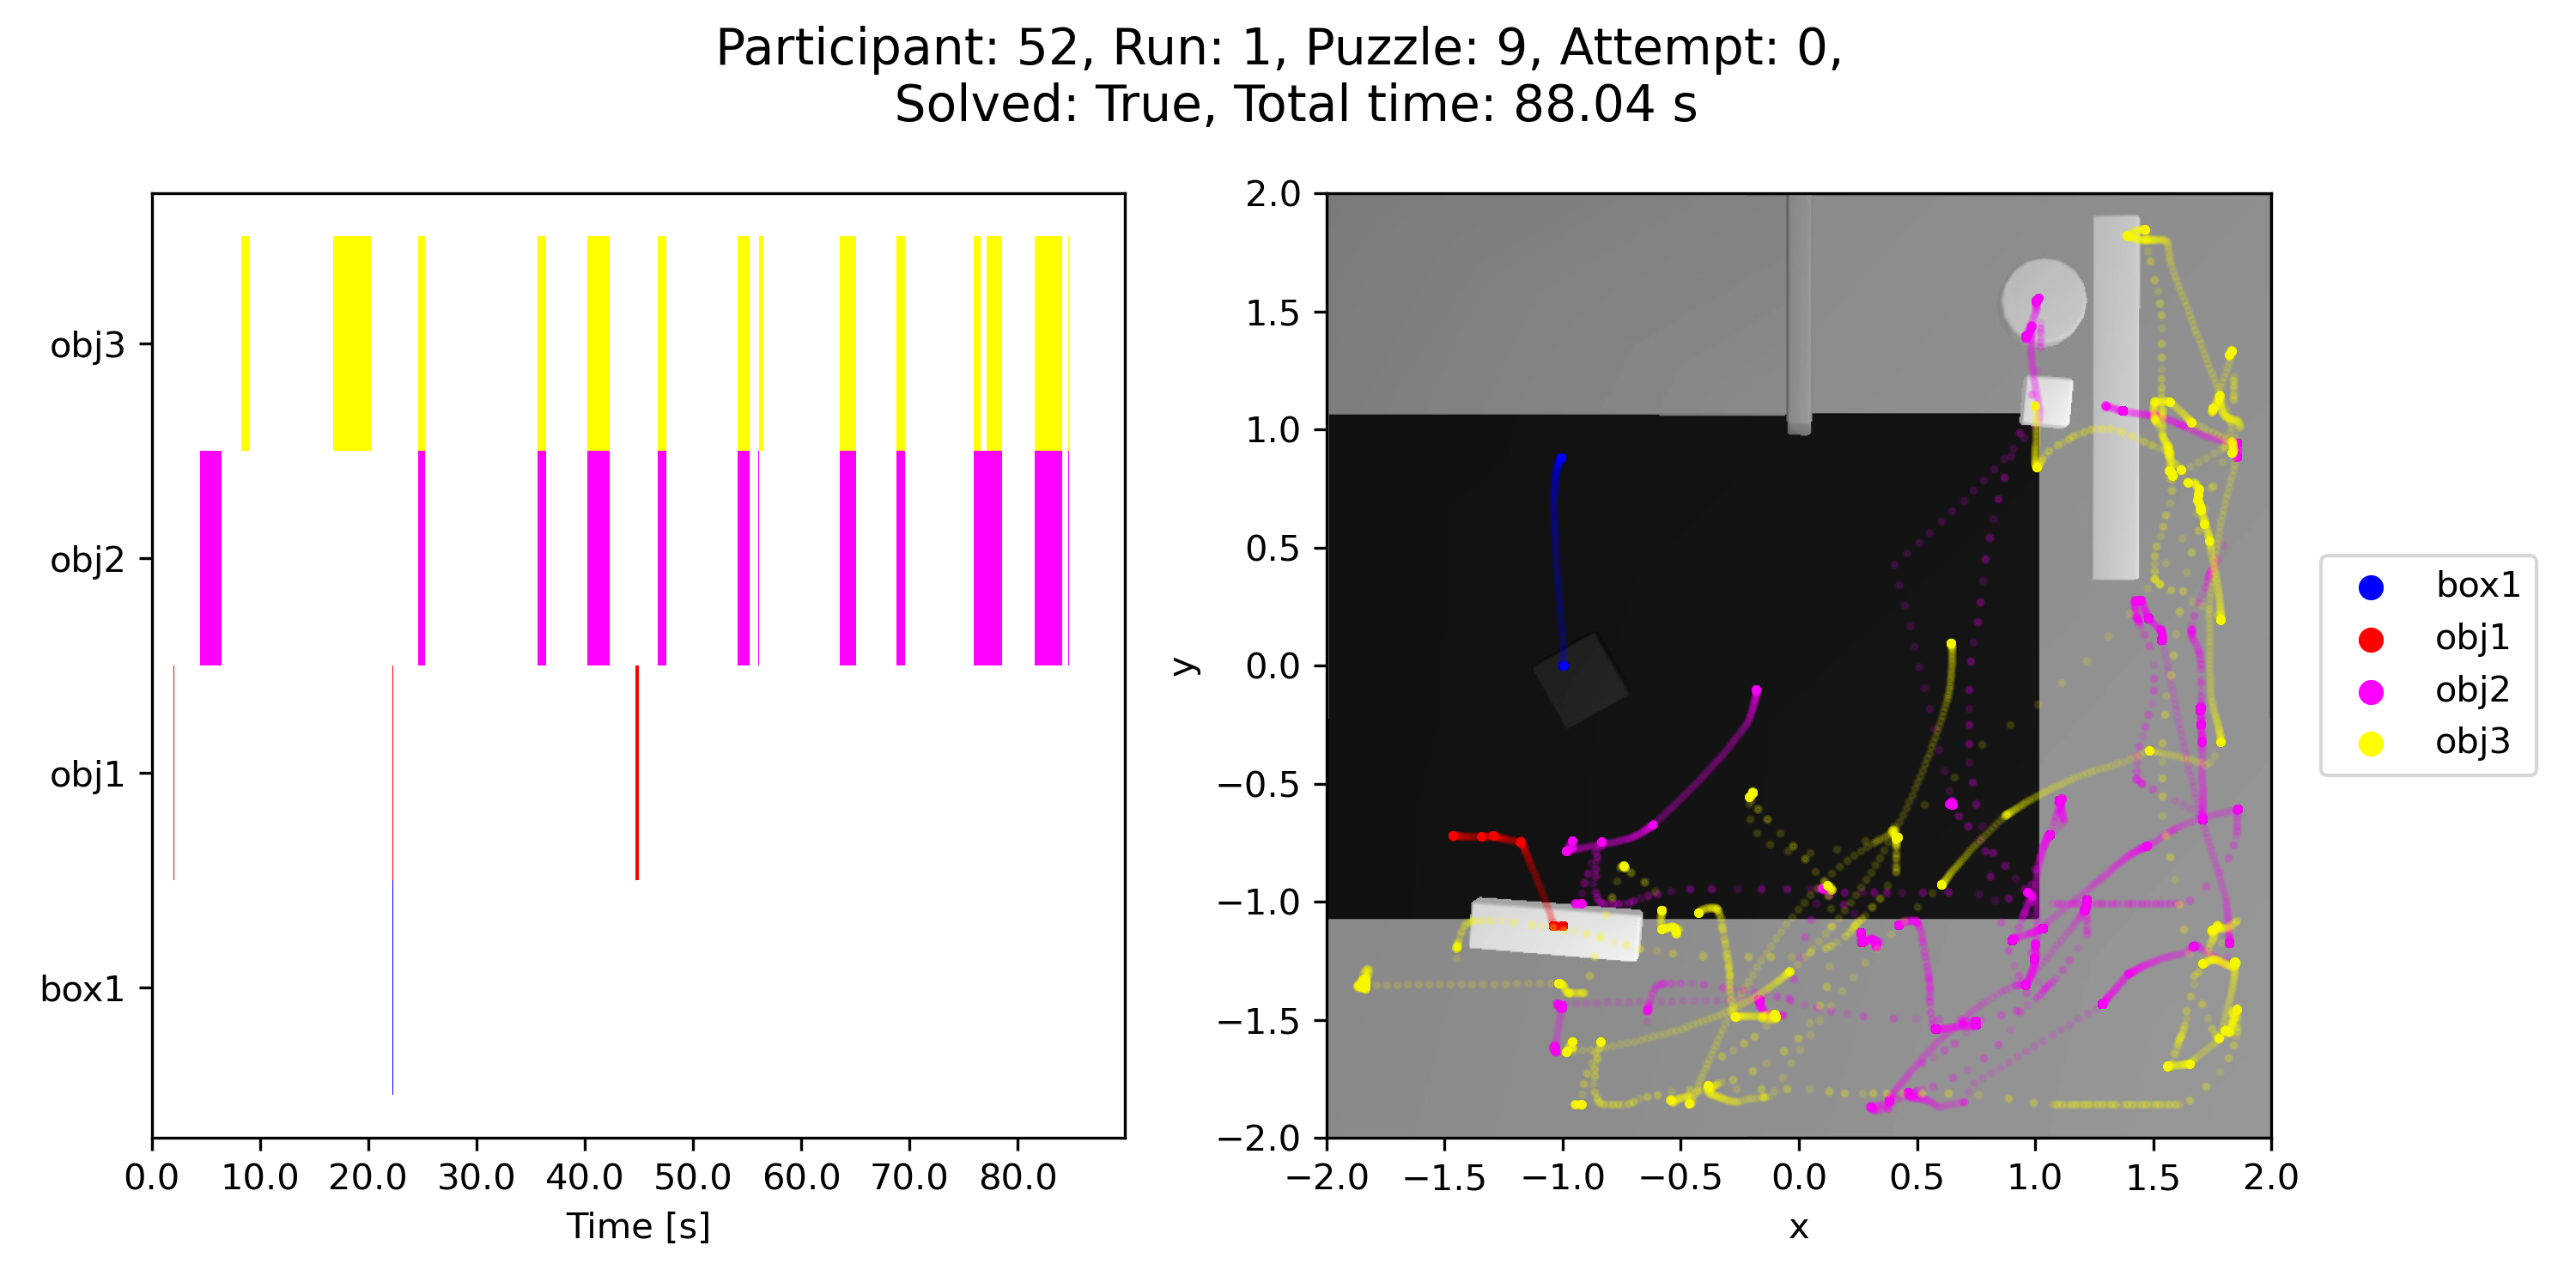 Participant: 52, Run: 1, Puzzle: 9, Attempt: 0,
Solved: True, Total time: 88.04 s
obj3
obj2
obj1
box1
0.0 10.0 20.0 30.0 40.0 50.0 60.0 70.0 80.0
Time [s]
2.0
1.5
1.0
0.5
0.0
−0.5
−1.0
−1.5
−2.0
y
−2.0 −1.5 −1.0 −0.5 0.0 0.5 1.0 1.5 2.0
x
box1
obj1
obj2
obj3